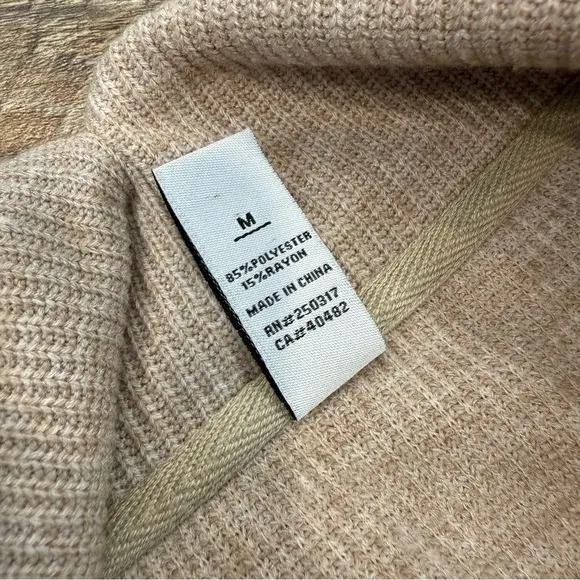 M
85%POLYESTER
15%RAYON
MADE IN CHINA
RN#250317
CA#40482